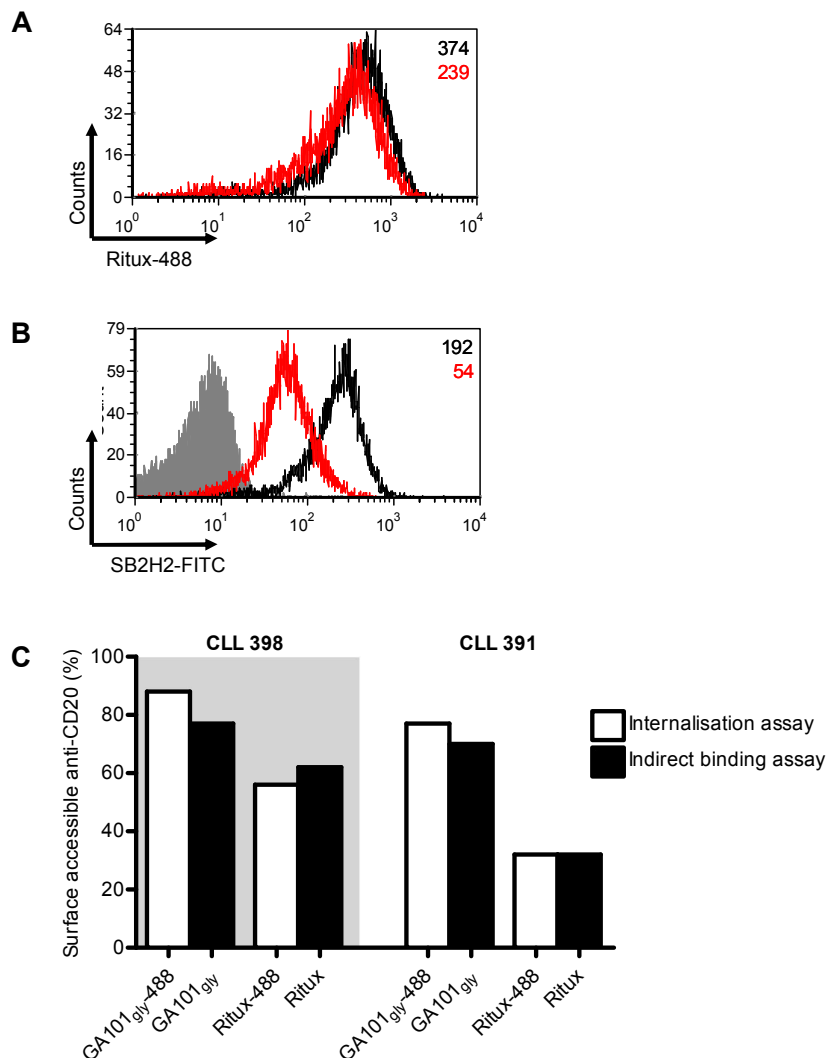 A
64
48
32
16
0
Counts
374
239
10^0 10^1 10^2 10^3 10^4
Ritux-488
B
79
59
40
20
0
Counts
192
54
10^0 10^1 10^2 10^3 10^4
SB2H2-FITC
C
CLL 398 CLL 391
Surface accessible anti-CD20 (%)
100
80
60
40
20
0
GA101gly-488
GA101gly
Ritux-488
Ritux
GA101gly-488
GA101gly
Ritux-488
Ritux
Internalisation assay
Indirect binding assay